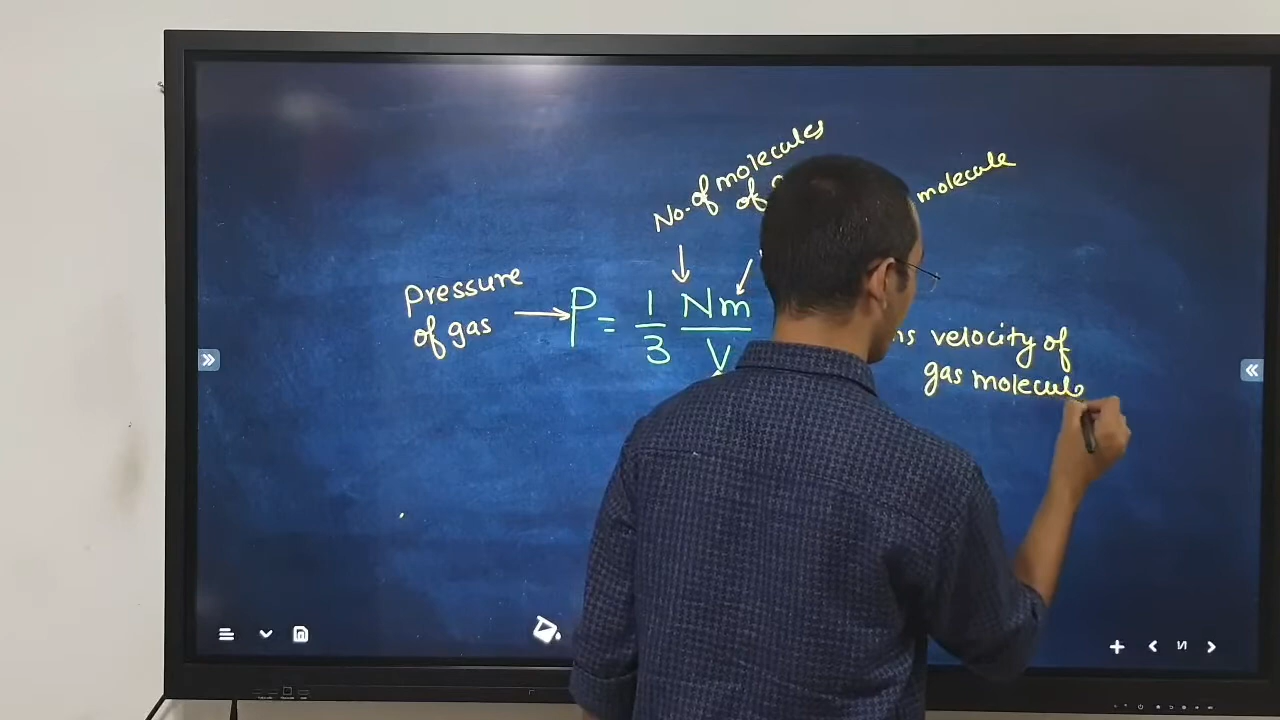 No. of molecules
of
molecule
Pressure
of gas
P = 1/3 Nm/V
velocity of
gas molecule